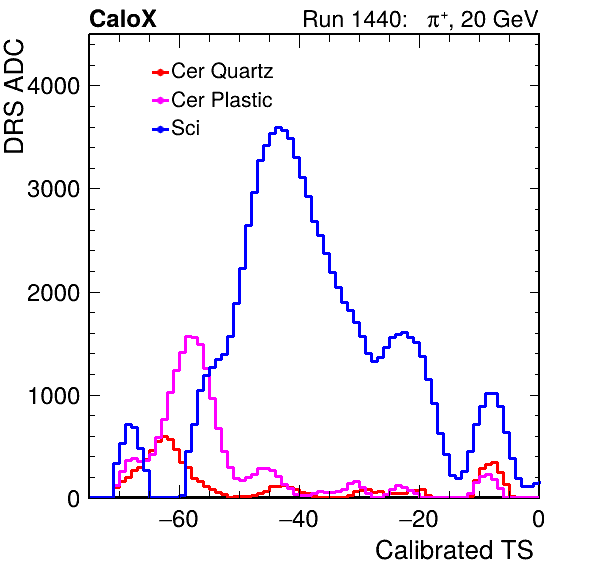 CaloX Run 1440: π+, 20 GeV
DRS ADC
Cer Quartz
Cer Plastic
Sci
4000
3000
2000
1000
0
−60 −40 −20 0
Calibrated TS